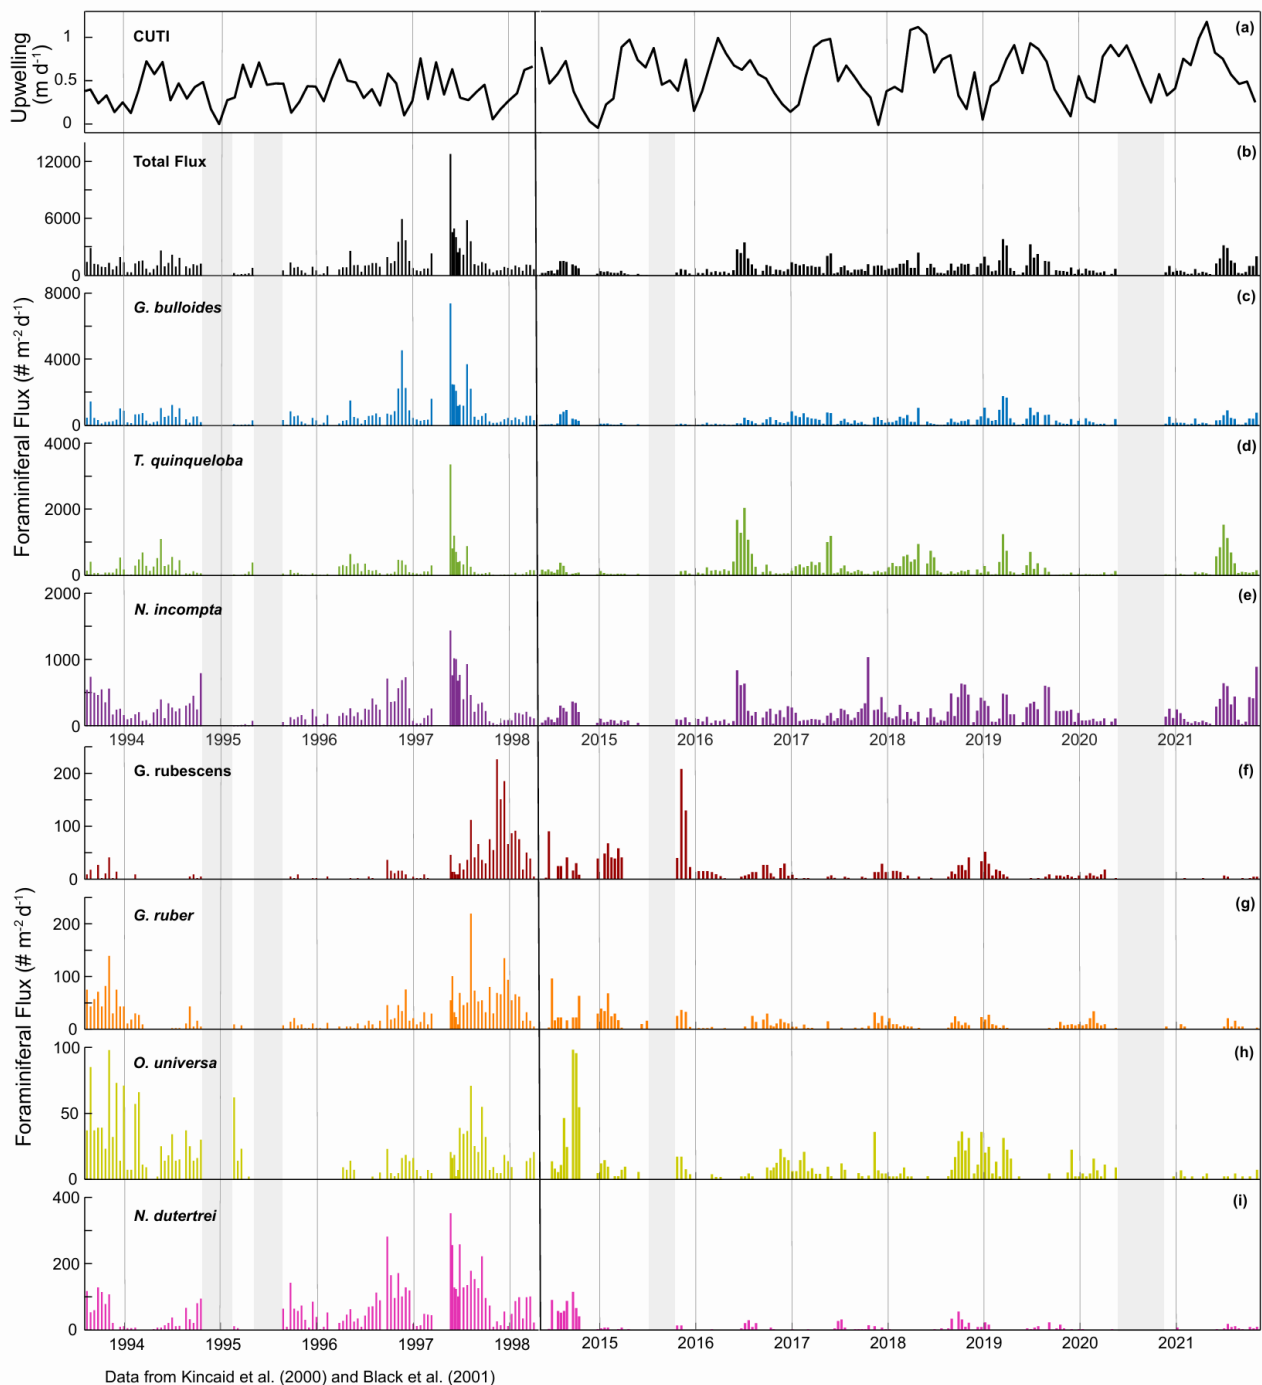 (a)
CUTI
Upwelling
(m d-1)
1
0.5
0
(b)
Total Flux
12000
6000
0
Foraminiferal Flux (# m-2 d-1)
(c)
G. bulloides
8000
4000
0
(d)
T. quinqueloba
4000
2000
0
(e)
N. incompta
2000
1000
0
1994 1995 1996 1997 1998 2015 2016 2017 2018 2019 2020 2021
(f)
G. rubescens
200
100
0
Foraminiferal Flux (# m-2 d-1)
(g)
G. ruber
200
100
0
(h)
O. universa
100
50
0
(i)
N. dutertrei
400
200
0
1994 1995 1996 1997 1998 2015 2016 2017 2018 2019 2020 2021
Data from Kincaid et al. (2000) and Black et al. (2001)